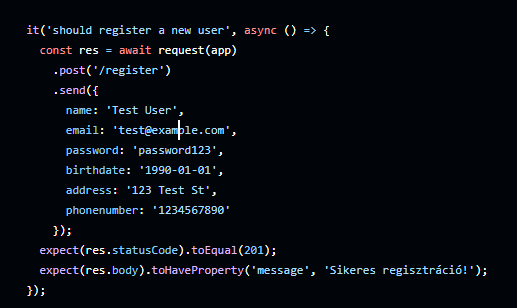 it('should register a new user', async () => {
  const res = await request(app)
    .post('/register')
    .send({
      name: 'Test User',
      email: 'test@example.com',
      password: 'password123',
      birthdate: '1990-01-01',
      address: '123 Test St',
      phonenumber: '1234567890'
    });
  expect(res.statusCode).toEqual(201);
  expect(res.body).toHaveProperty('message', 'Sikeres regisztráció!');
});